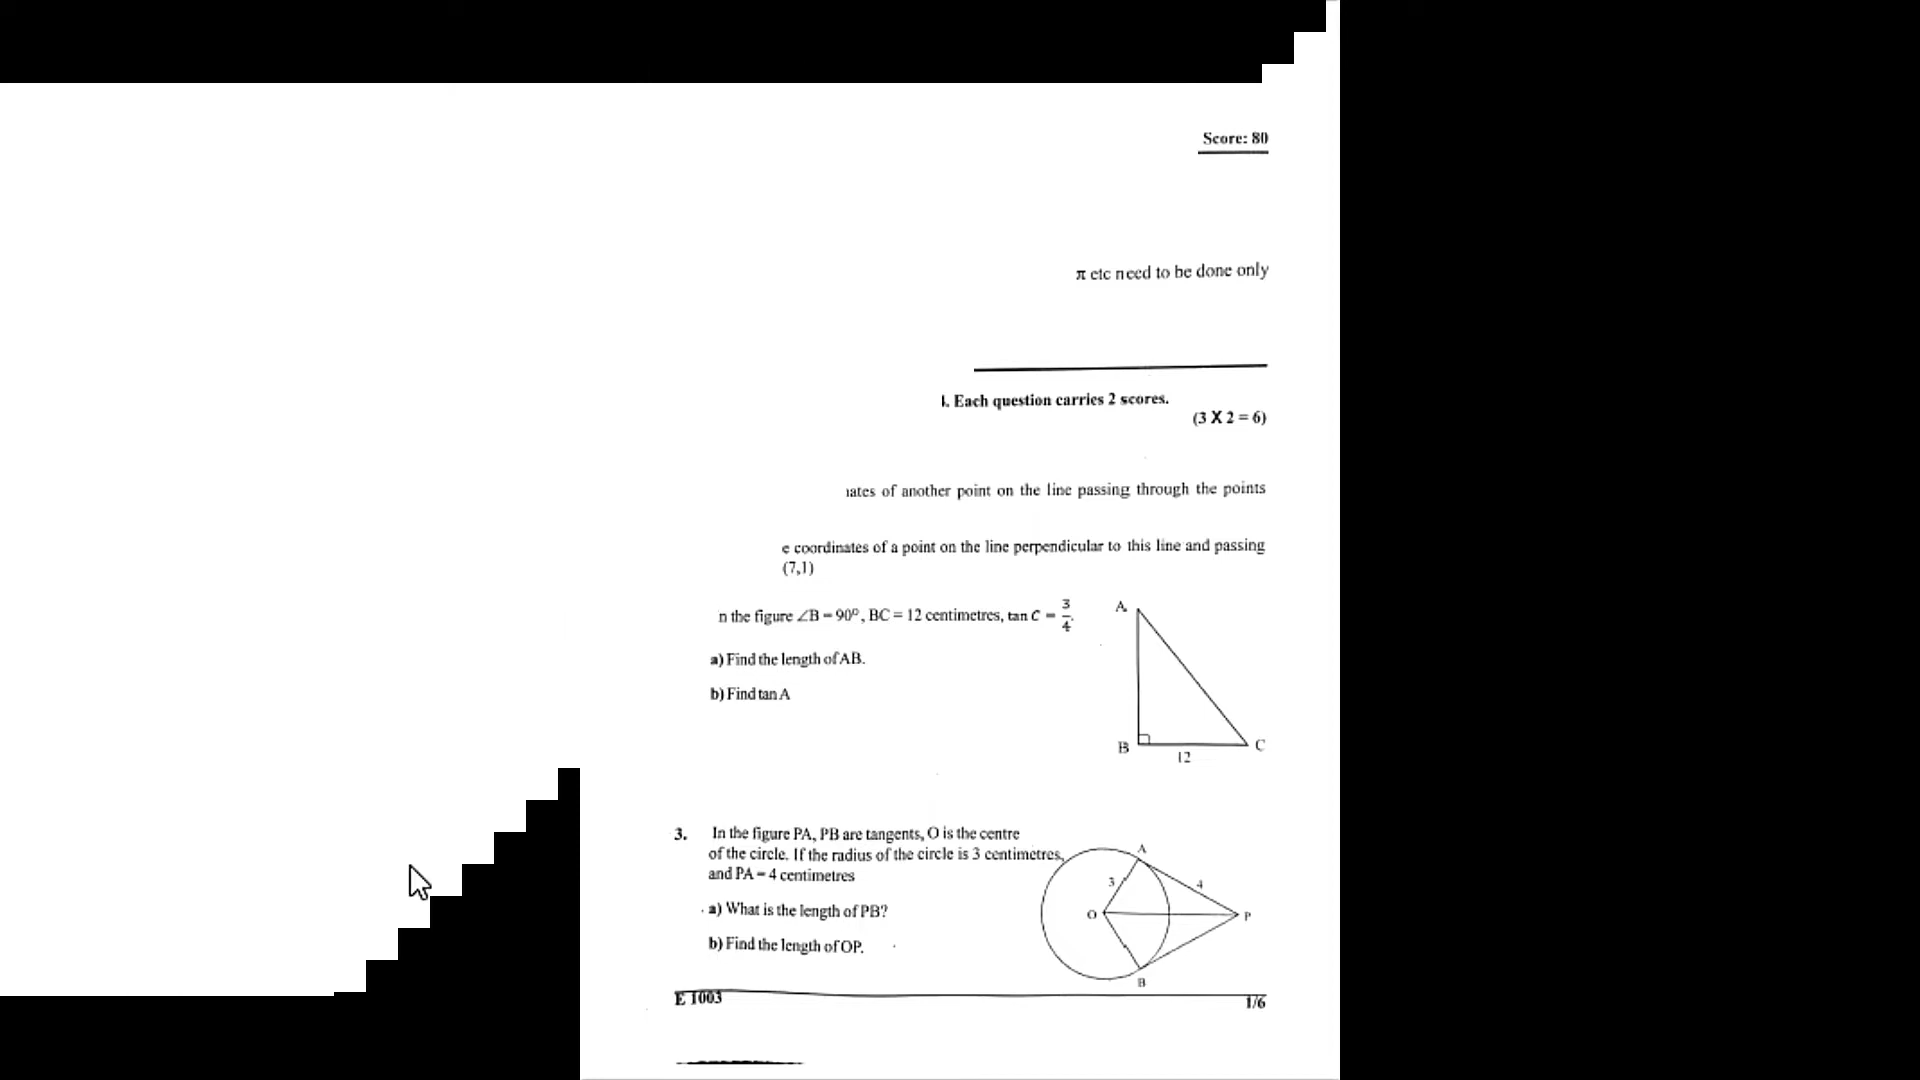 Score: 80
π etc need to be done only
. Each question carries 2 scores.
(3 X 2 = 6)
of another point on the line passing through the points
coordinates of a point on the line perpendicular to this line and passing
(7,1)
n the figure ∠B = 90°, BC = 12 centimetres, tan C = 3/4.
a) Find the length of AB.
b) Find tan A
A
B
C
12
3. In the figure PA, PB are tangents, O is the centre
of the circle. If the radius of the circle is 3 centimetres,
and PA = 4 centimetres
a) What is the length of PB?
b) Find the length of OP.
A
3
4
O
P
B
E 1003
1/6